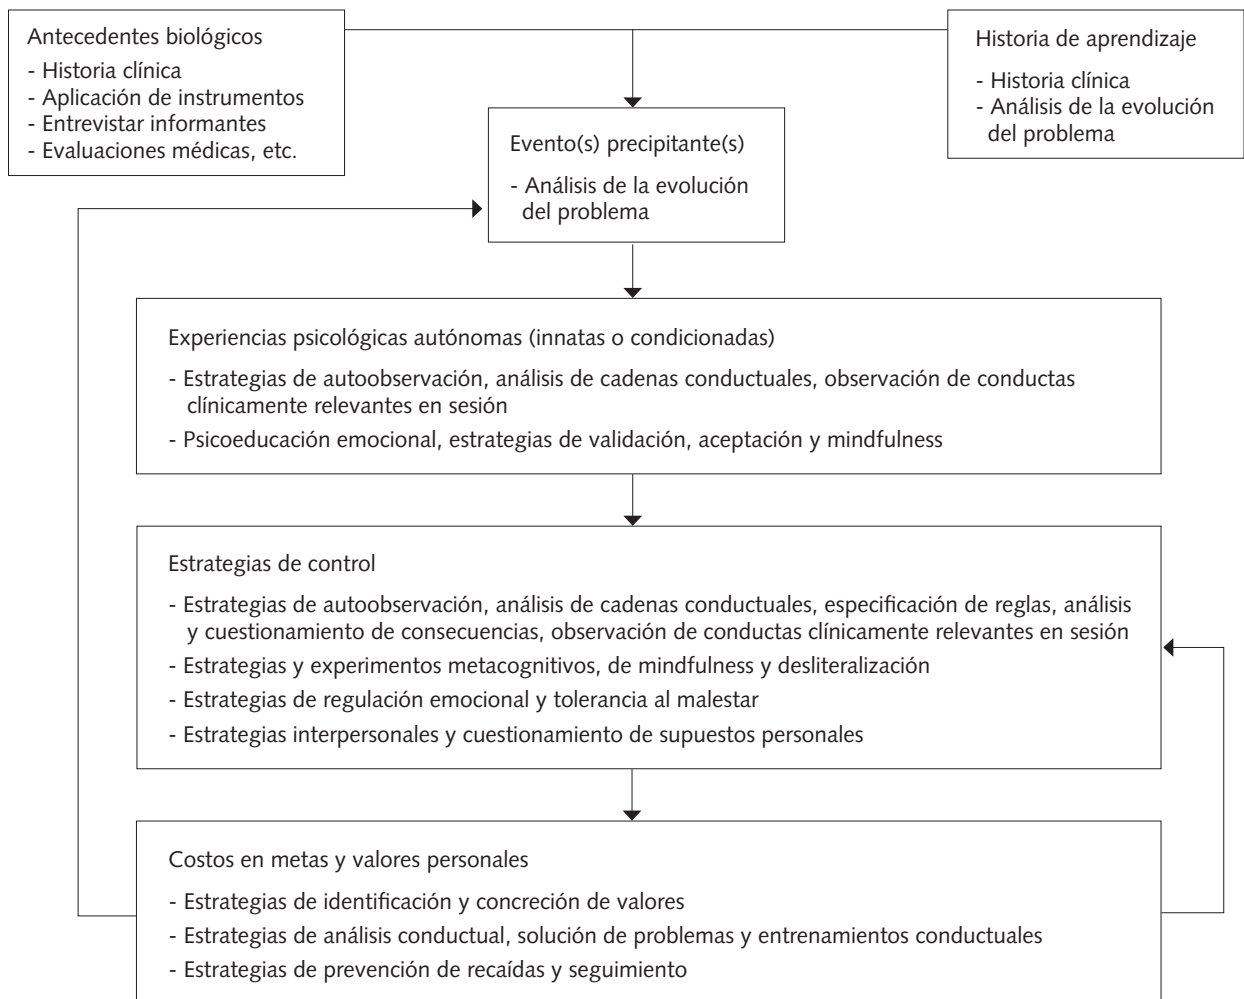 Antecedentes biológicos
- Historia clínica
- Aplicación de instrumentos
- Entrevistar informantes
- Evaluaciones médicas, etc.
Historia de aprendizaje
- Historia clínica
- Análisis de la evolución
del problema
Evento(s) precipitante(s)
- Análisis de la evolución
del problema
Experiencias psicológicas autónomas (innatas o condicionadas)
- Estrategias de autoobservación, análisis de cadenas conductuales, observación de conductas
clínicamente relevantes en sesión
- Psicoeducación emocional, estrategias de validación, aceptación y mindfulness
Estrategias de control
- Estrategias de autoobservación, análisis de cadenas conductuales, especificación de reglas, análisis
y cuestionamiento de consecuencias, observación de conductas clínicamente relevantes en sesión
- Estrategias y experimentos metacognitivos, de mindfulness y desliteralización
- Estrategias de regulación emocional y tolerancia al malestar
- Estrategias interpersonales y cuestionamiento de supuestos personales
Costos en metas y valores personales
- Estrategias de identificación y concreción de valores
- Estrategias de análisis conductual, solución de problemas y entrenamientos conductuales
- Estrategias de prevención de recaídas y seguimiento